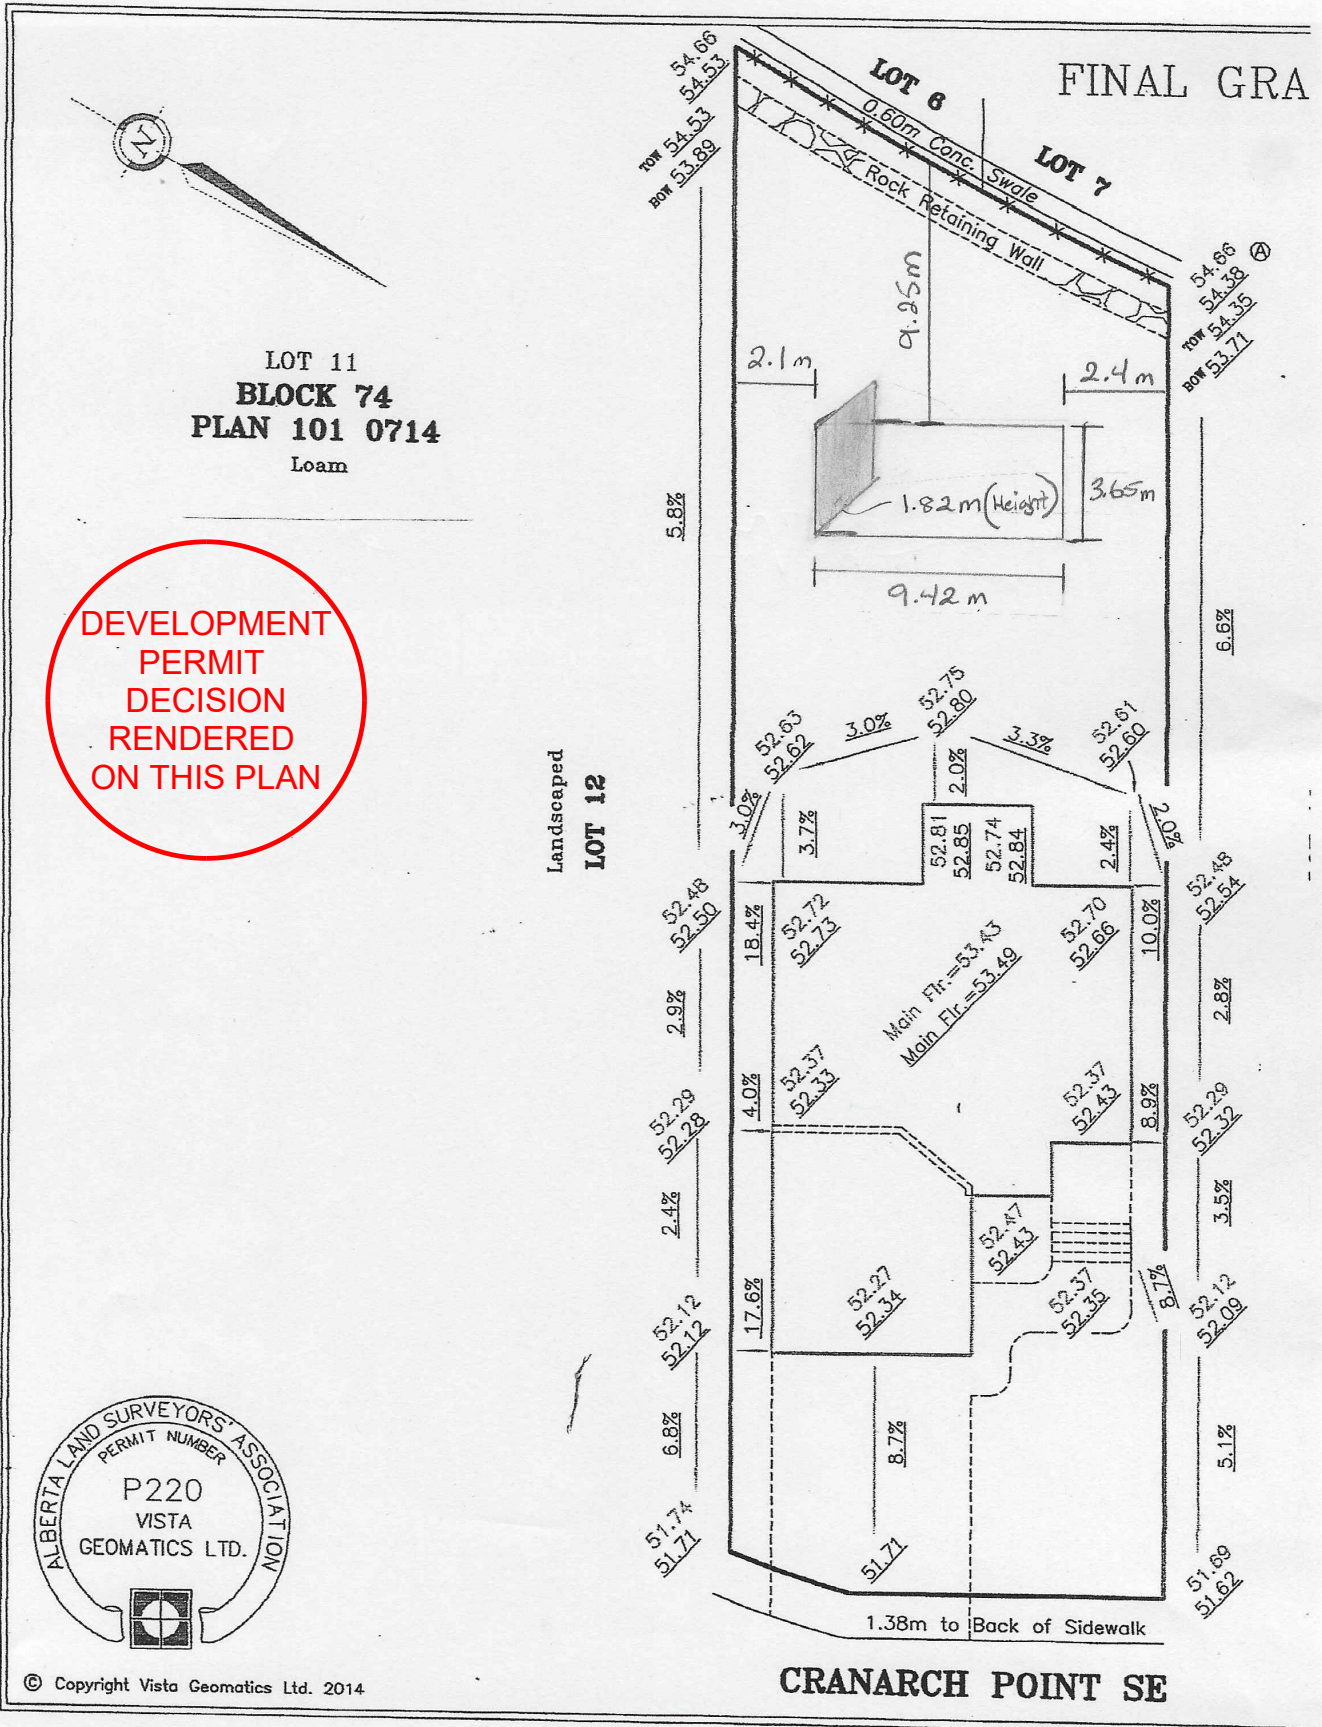 FINAL GRA
LOT 6
0.60m Conc. Swale
LOT 7
Rock Retaining Wall
54.66
54.53
TOW 54.53
BOW 53.89
54.66 Ⓐ
54.38
TOW 54.35
BOW 53.71
N
LOT 11
BLOCK 74
PLAN 101 0714
Loam
9.25m
2.1m
2.4m
1.82m (Height)
3.65m
9.42m
5.8%
6.6%
DEVELOPMENT
PERMIT
DECISION
RENDERED
ON THIS PLAN
Landscaped
LOT 12
52.63
52.62
3.0%
52.75
52.80
3.3%
52.61
52.60
3.0%
3.7%
2.0%
2.4%
2.0%
52.81
52.85
52.74
52.84
52.48
52.50
18.4%
52.72
52.73
52.70
52.66
10.0%
52.48
52.54
Main Flr.=53.43
Main Flr.=53.49
2.9%
2.8%
52.29
52.28
4.0%
52.37
52.33
52.37
52.43
8.9%
52.29
52.32
2.4%
3.5%
52.47
52.43
52.12
52.12
17.6%
52.27
52.34
52.37
52.35
8.7%
52.12
52.09
6.8%
8.7%
5.1%
51.74
51.71
51.71
51.69
51.62
1.38m to Back of Sidewalk
CRANARCH POINT SE
ALBERTA LAND SURVEYORS' ASSOCIATION
PERMIT NUMBER
P220
VISTA
GEOMATICS LTD.
© Copyright Vista Geomatics Ltd. 2014